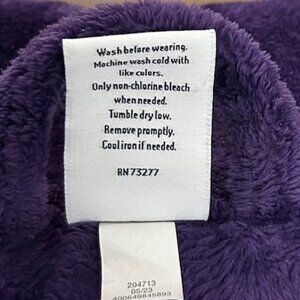 Wash before wearing.
Machine wash cold with
like colors.
Only non-chlorine bleach
when needed.
Tumble dry low.
Remove promptly.
Cool iron if needed.
RN 73277
204713
05/23
400649845893